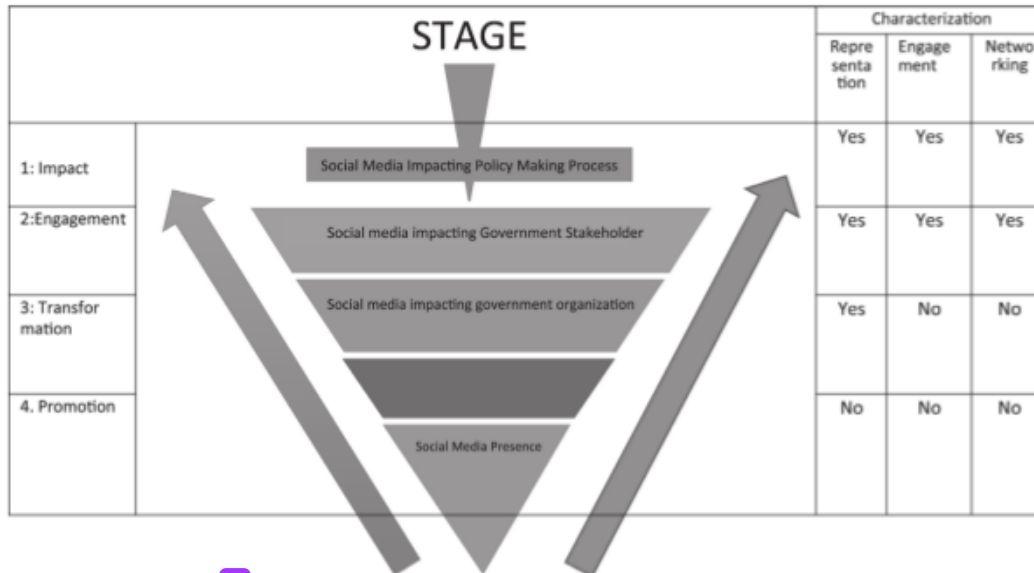 STAGE
Characterization
Repre
senta
tion
Engage
ment
Netwo
rking
1: Impact
Social Media Impacting Policy Making Process
Yes
Yes
Yes
2:Engagement
Social media impacting Government Stakeholder
Yes
Yes
Yes
3: Transfor
mation
Social media impacting government organization
Yes
No
No
4. Promotion
Social Media Presence
No
No
No